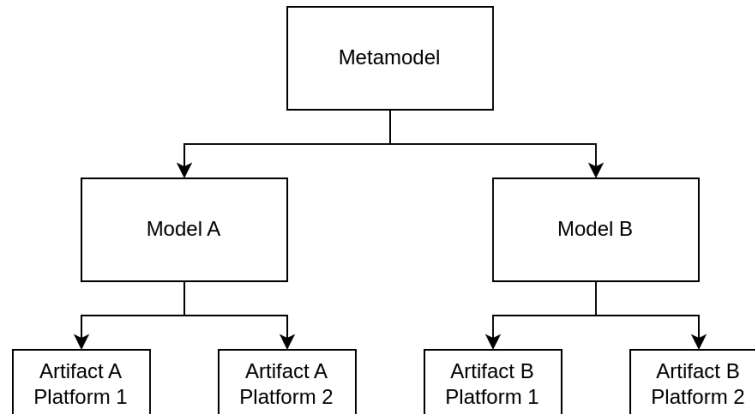 Metamodel
Model A
Model B
Artifact A
Platform 1
Artifact A
Platform 2
Artifact B
Platform 1
Artifact B
Platform 2